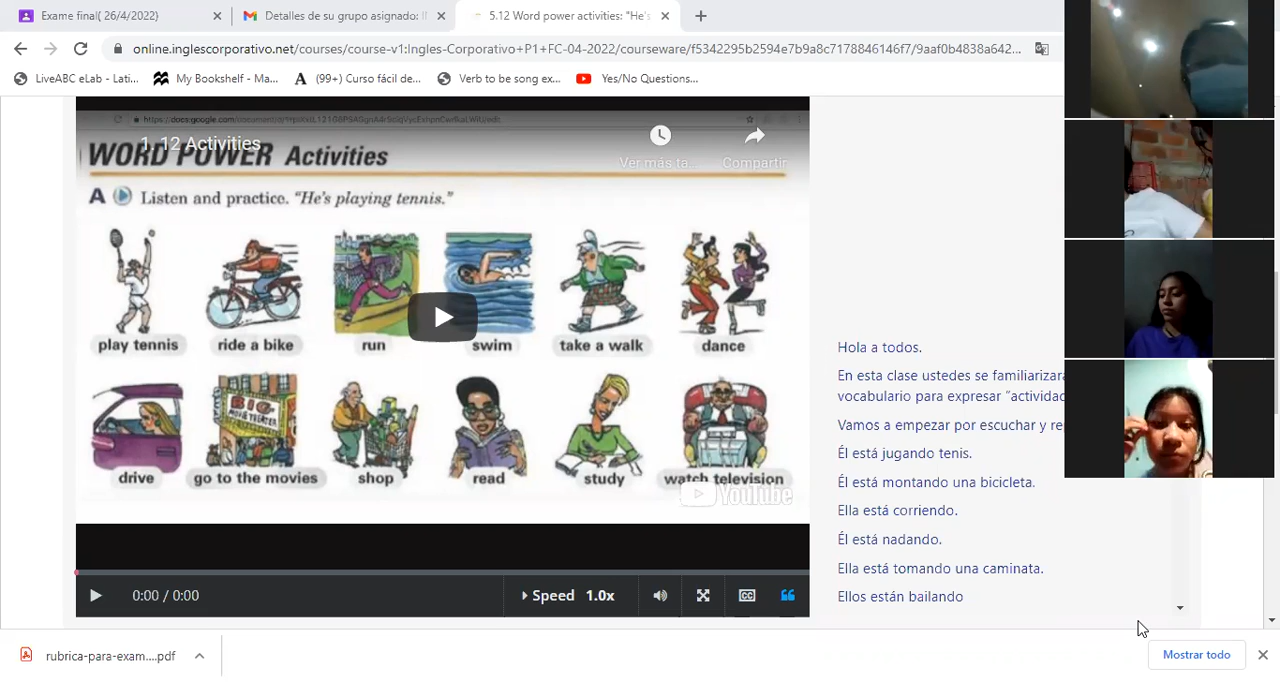 Exame final( 26/4/2022)
Detalles de su grupo asignado: If
5.12 Word power activities: "He's
online.inglescorporativo.net/courses/course-v1:Ingles-Corporativo+P1+FC-04-2022/courseware/f5342295b2594e7b9a8c7178846146f7/9aaf0b4838a642...
LiveABC eLab - Lati...
My Bookshelf - Ma...
(99+) Curso fácil de...
Verb to be song ex...
Yes/No Questions...
1. 12 Activities
WORD POWER Activities
Ver más ta...
Compartir
A Listen and practice. "He's playing tennis."
play tennis
ride a bike
run
swim
take a walk
dance
BIG
drive
go to the movies
shop
read
study
watch television
YouTube
0:00 / 0:00
Speed 1.0x
CC
Hola a todos.
En esta clase ustedes se familiarizará
vocabulario para expresar "actividad
Vamos a empezar por escuchar y re
Él está jugando tenis.
Él está montando una bicicleta.
Ella está corriendo.
Él está nadando.
Ella está tomando una caminata.
Ellos están bailando
rubrica-para-exam....pdf
Mostrar todo